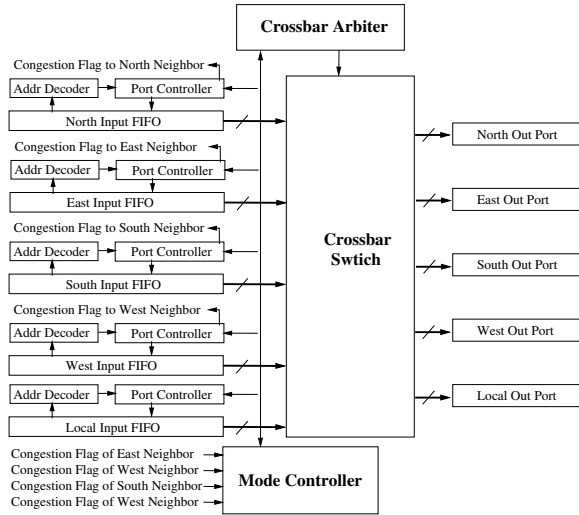 Crossbar Arbiter
Congestion Flag to North Neighbor
Addr Decoder
Port Controller
North Input FIFO
North Out Port
Congestion Flag to East Neighbor
Addr Decoder
Port Controller
East Input FIFO
East Out Port
Congestion Flag to South Neighbor
Addr Decoder
Port Controller
South Input FIFO
Crossbar
Swtich
South Out Port
Congestion Flag to West Neighbor
Addr Decoder
Port Controller
West Input FIFO
West Out Port
Addr Decoder
Port Controller
Local Input FIFO
Local Out Port
Congestion Flag of East Neighbor
Congestion Flag of West Neighbor
Congestion Flag of South Neighbor
Congestion Flag of West Neighbor
Mode Controller